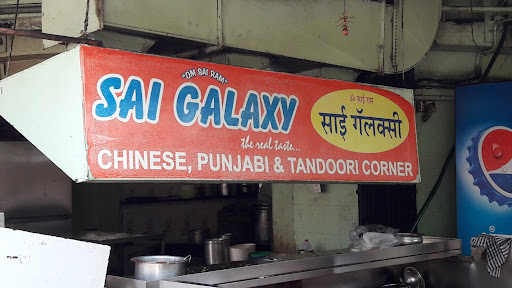 "OM SAI RAM"
SAI GALAXY
the real taste...
CHINESE, PUNJABI & TANDOORI CORNER
ॐ साई राम
साई गॅलक्सी